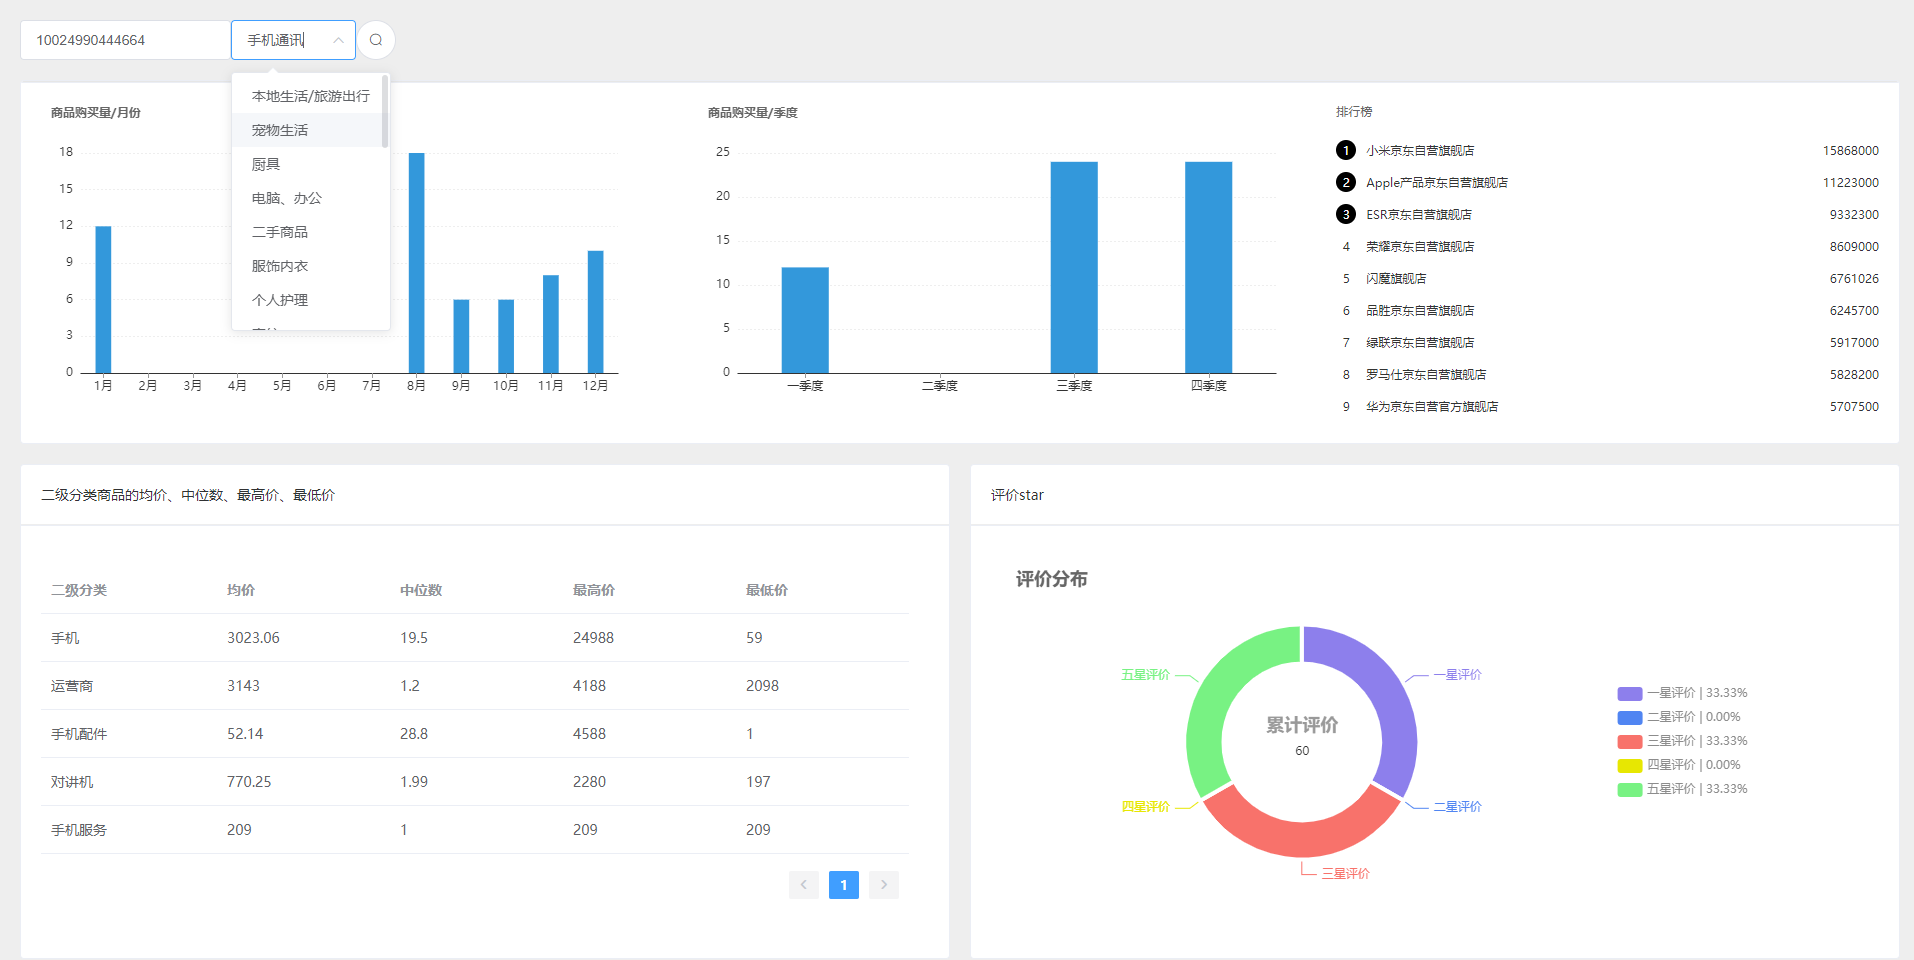 10024990444664
手机通讯
本地生活/旅游出行
宠物生活
厨具
电脑、办公
二手商品
服饰内衣
个人护理
商品购买量/月份
18
15
12
9
6
3
0
1月 2月 3月 4月 5月 6月 7月 8月 9月 10月 11月 12月
商品购买量/季度
25
20
15
10
5
0
一季度 二季度 三季度 四季度
排行榜
1 小米京东自营旗舰店 15868000
2 Apple产品京东自营旗舰店 11223000
3 ESR京东自营旗舰店 9332300
4 荣耀京东自营旗舰店 8609000
5 闪魔旗舰店 6761026
6 品胜京东自营旗舰店 6245700
7 绿联京东自营旗舰店 5917000
8 罗马仕京东自营旗舰店 5828200
9 华为京东自营官方旗舰店 5707500
二级分类商品的均价、中位数、最高价、最低价
二级分类 均价 中位数 最高价 最低价
手机 3023.06 19.5 24988 59
运营商 3143 1.2 4188 2098
手机配件 52.14 28.8 4588 1
对讲机 770.25 1.99 2280 197
手机服务 209 1 209 209
1
评价star
评价分布
五星评价
一星评价
累计评价
60
四星评价
二星评价
三星评价
一星评价 | 33.33%
二星评价 | 0.00%
三星评价 | 33.33%
四星评价 | 0.00%
五星评价 | 33.33%